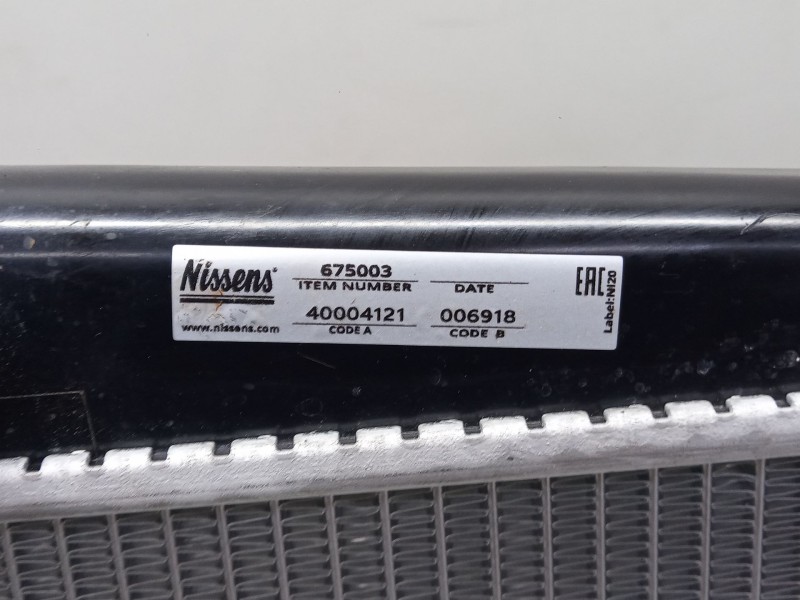 Nissens®
www.nissens.com
675003
ITEM NUMBER
DATE
40004121
CODE A
006918
CODE B
EAC
Label:NI20